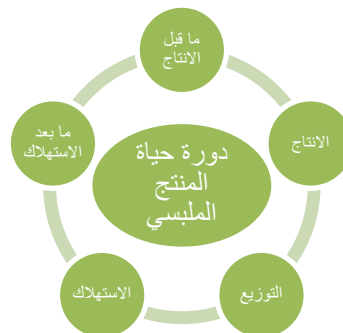 ما قبل
الانتاج
الانتاج
التوزيع
الاستهلاك
ما بعد
الاستهلاك
دورة حياة
المنتج
الملبسي